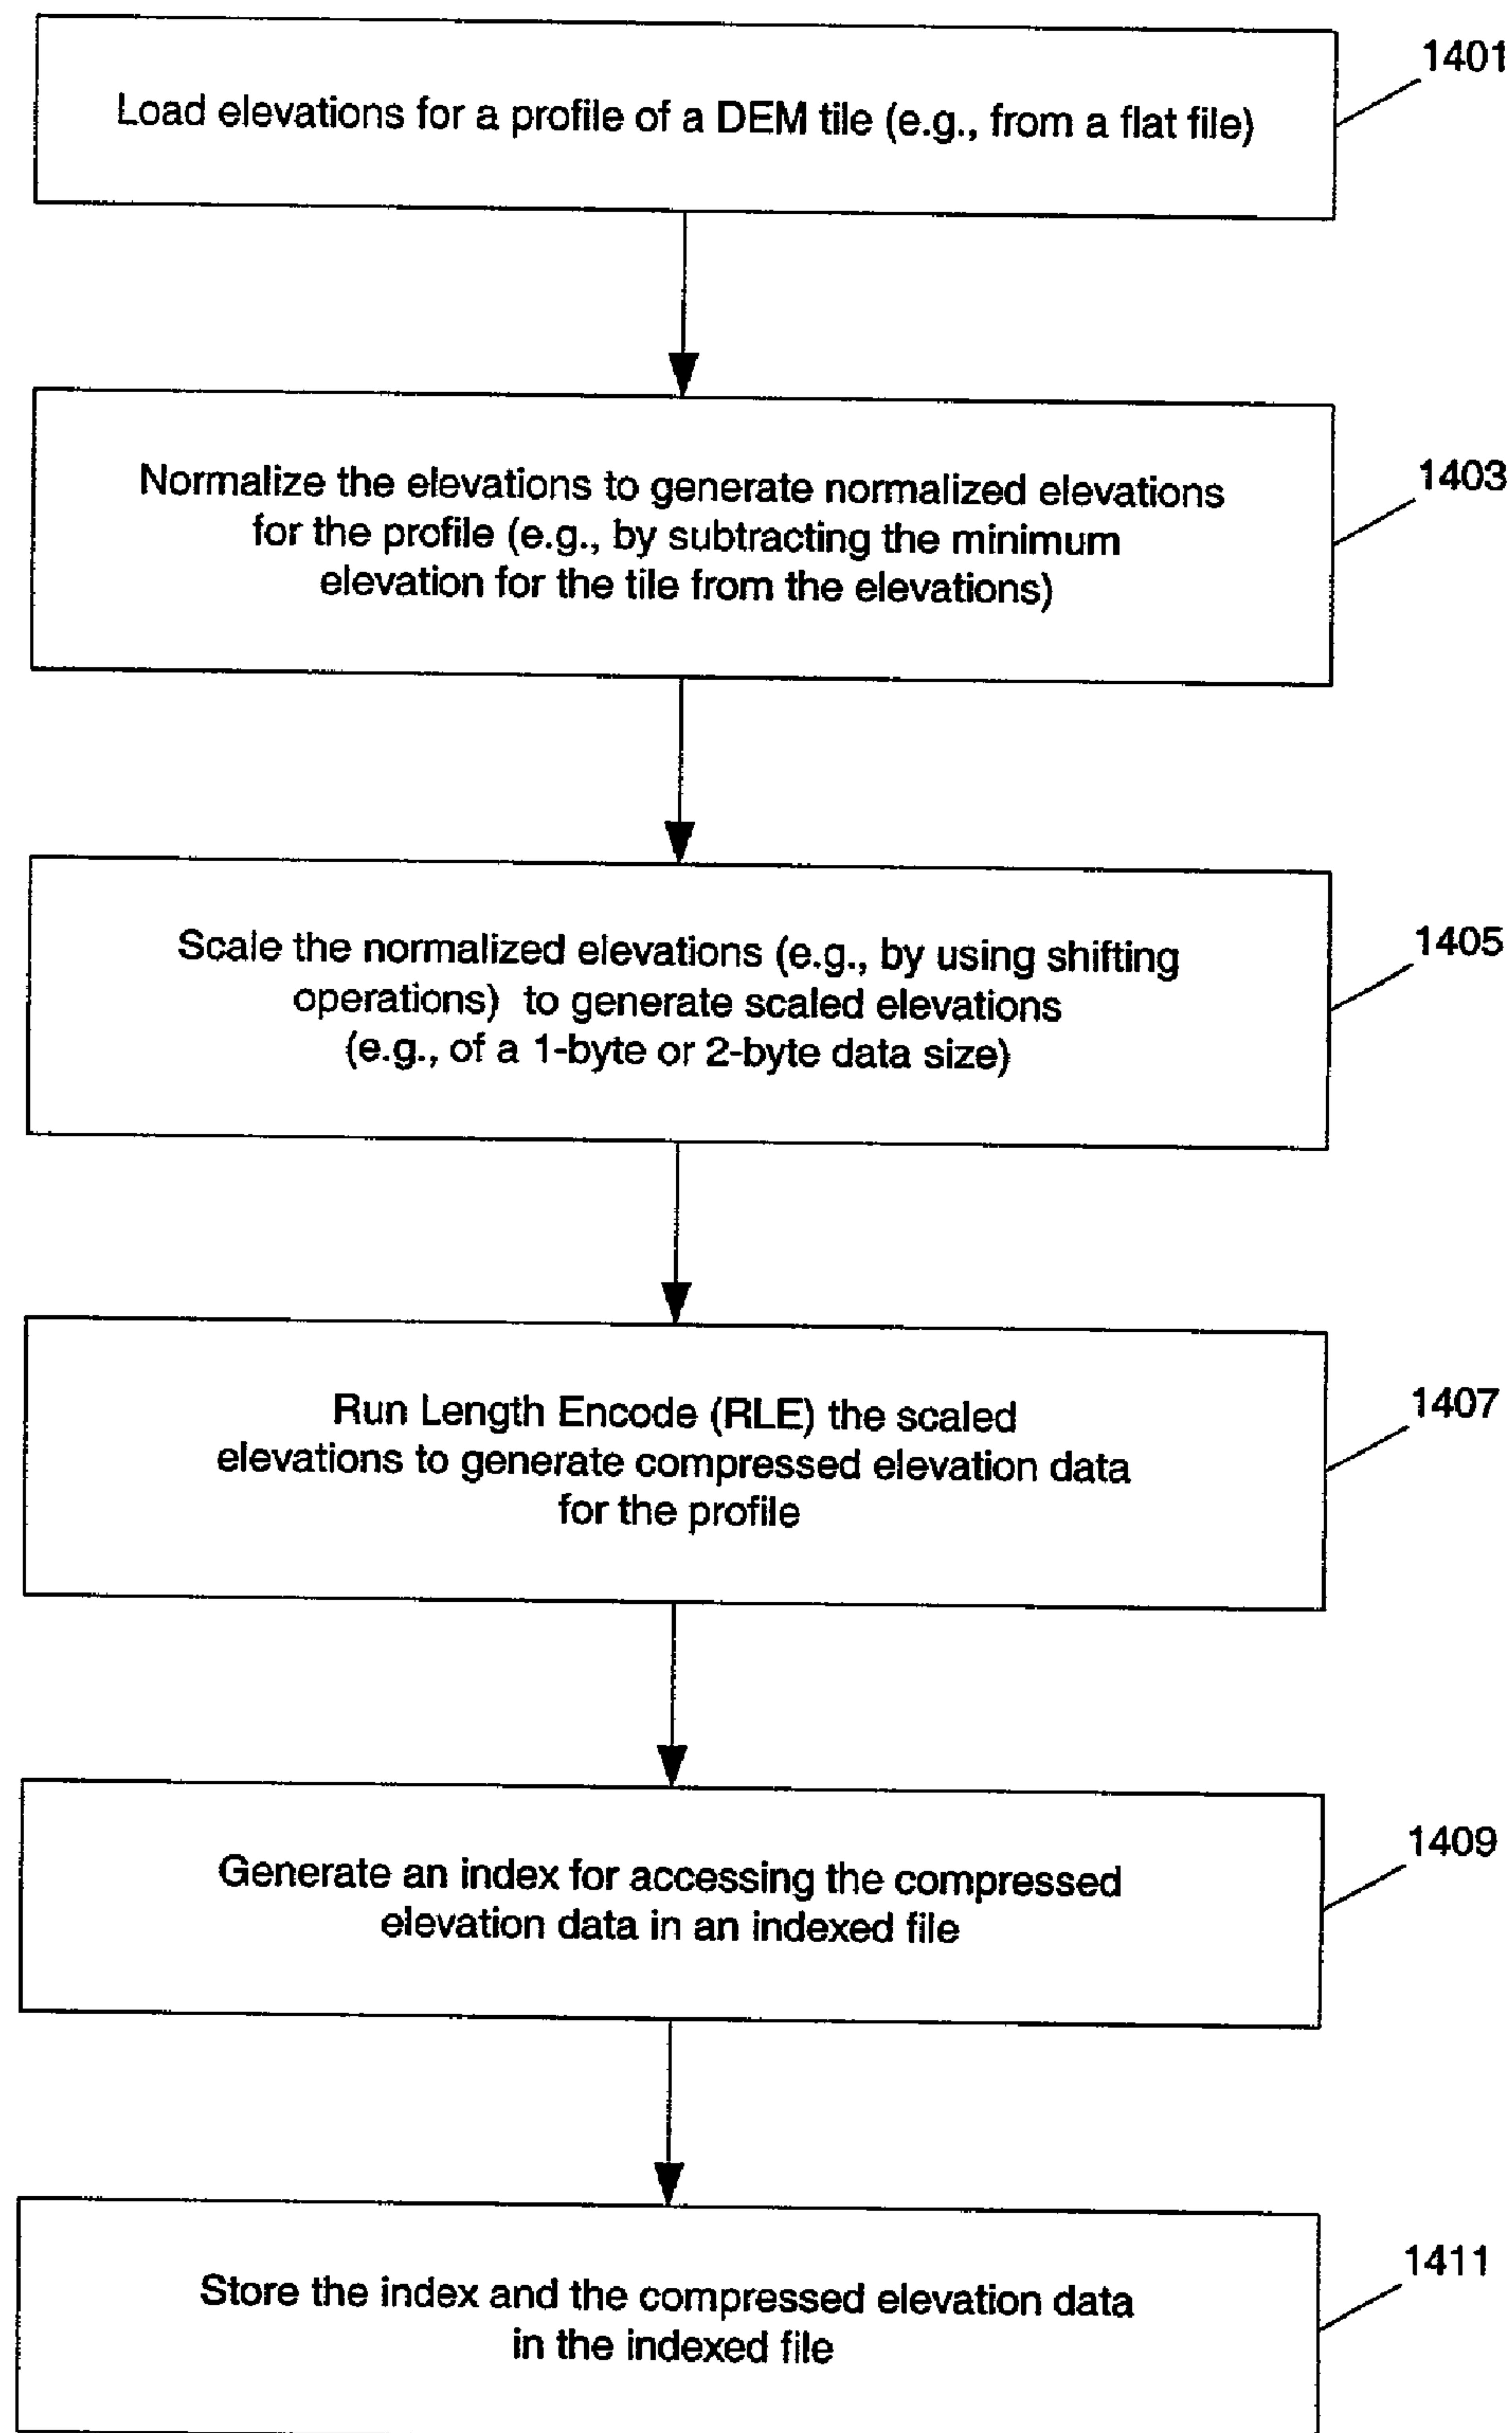 1401
Load elevations for a profile of a DEM tile (e.g., from a flat file)
1403
Normalize the elevations to generate normalized elevations
for the profile (e.g., by subtracting the minimum
elevation for the tile from the elevations)
1405
Scale the normalized elevations (e.g., by using shifting
operations)  to generate scaled elevations
(e.g., of a 1-byte or 2-byte data size)
1407
Run Length Encode (RLE) the scaled
elevations to generate compressed elevation data
for the profile
1409
Generate an index for accessing the compressed
elevation data in an indexed file
1411
Store the index and the compressed elevation data
in the indexed file